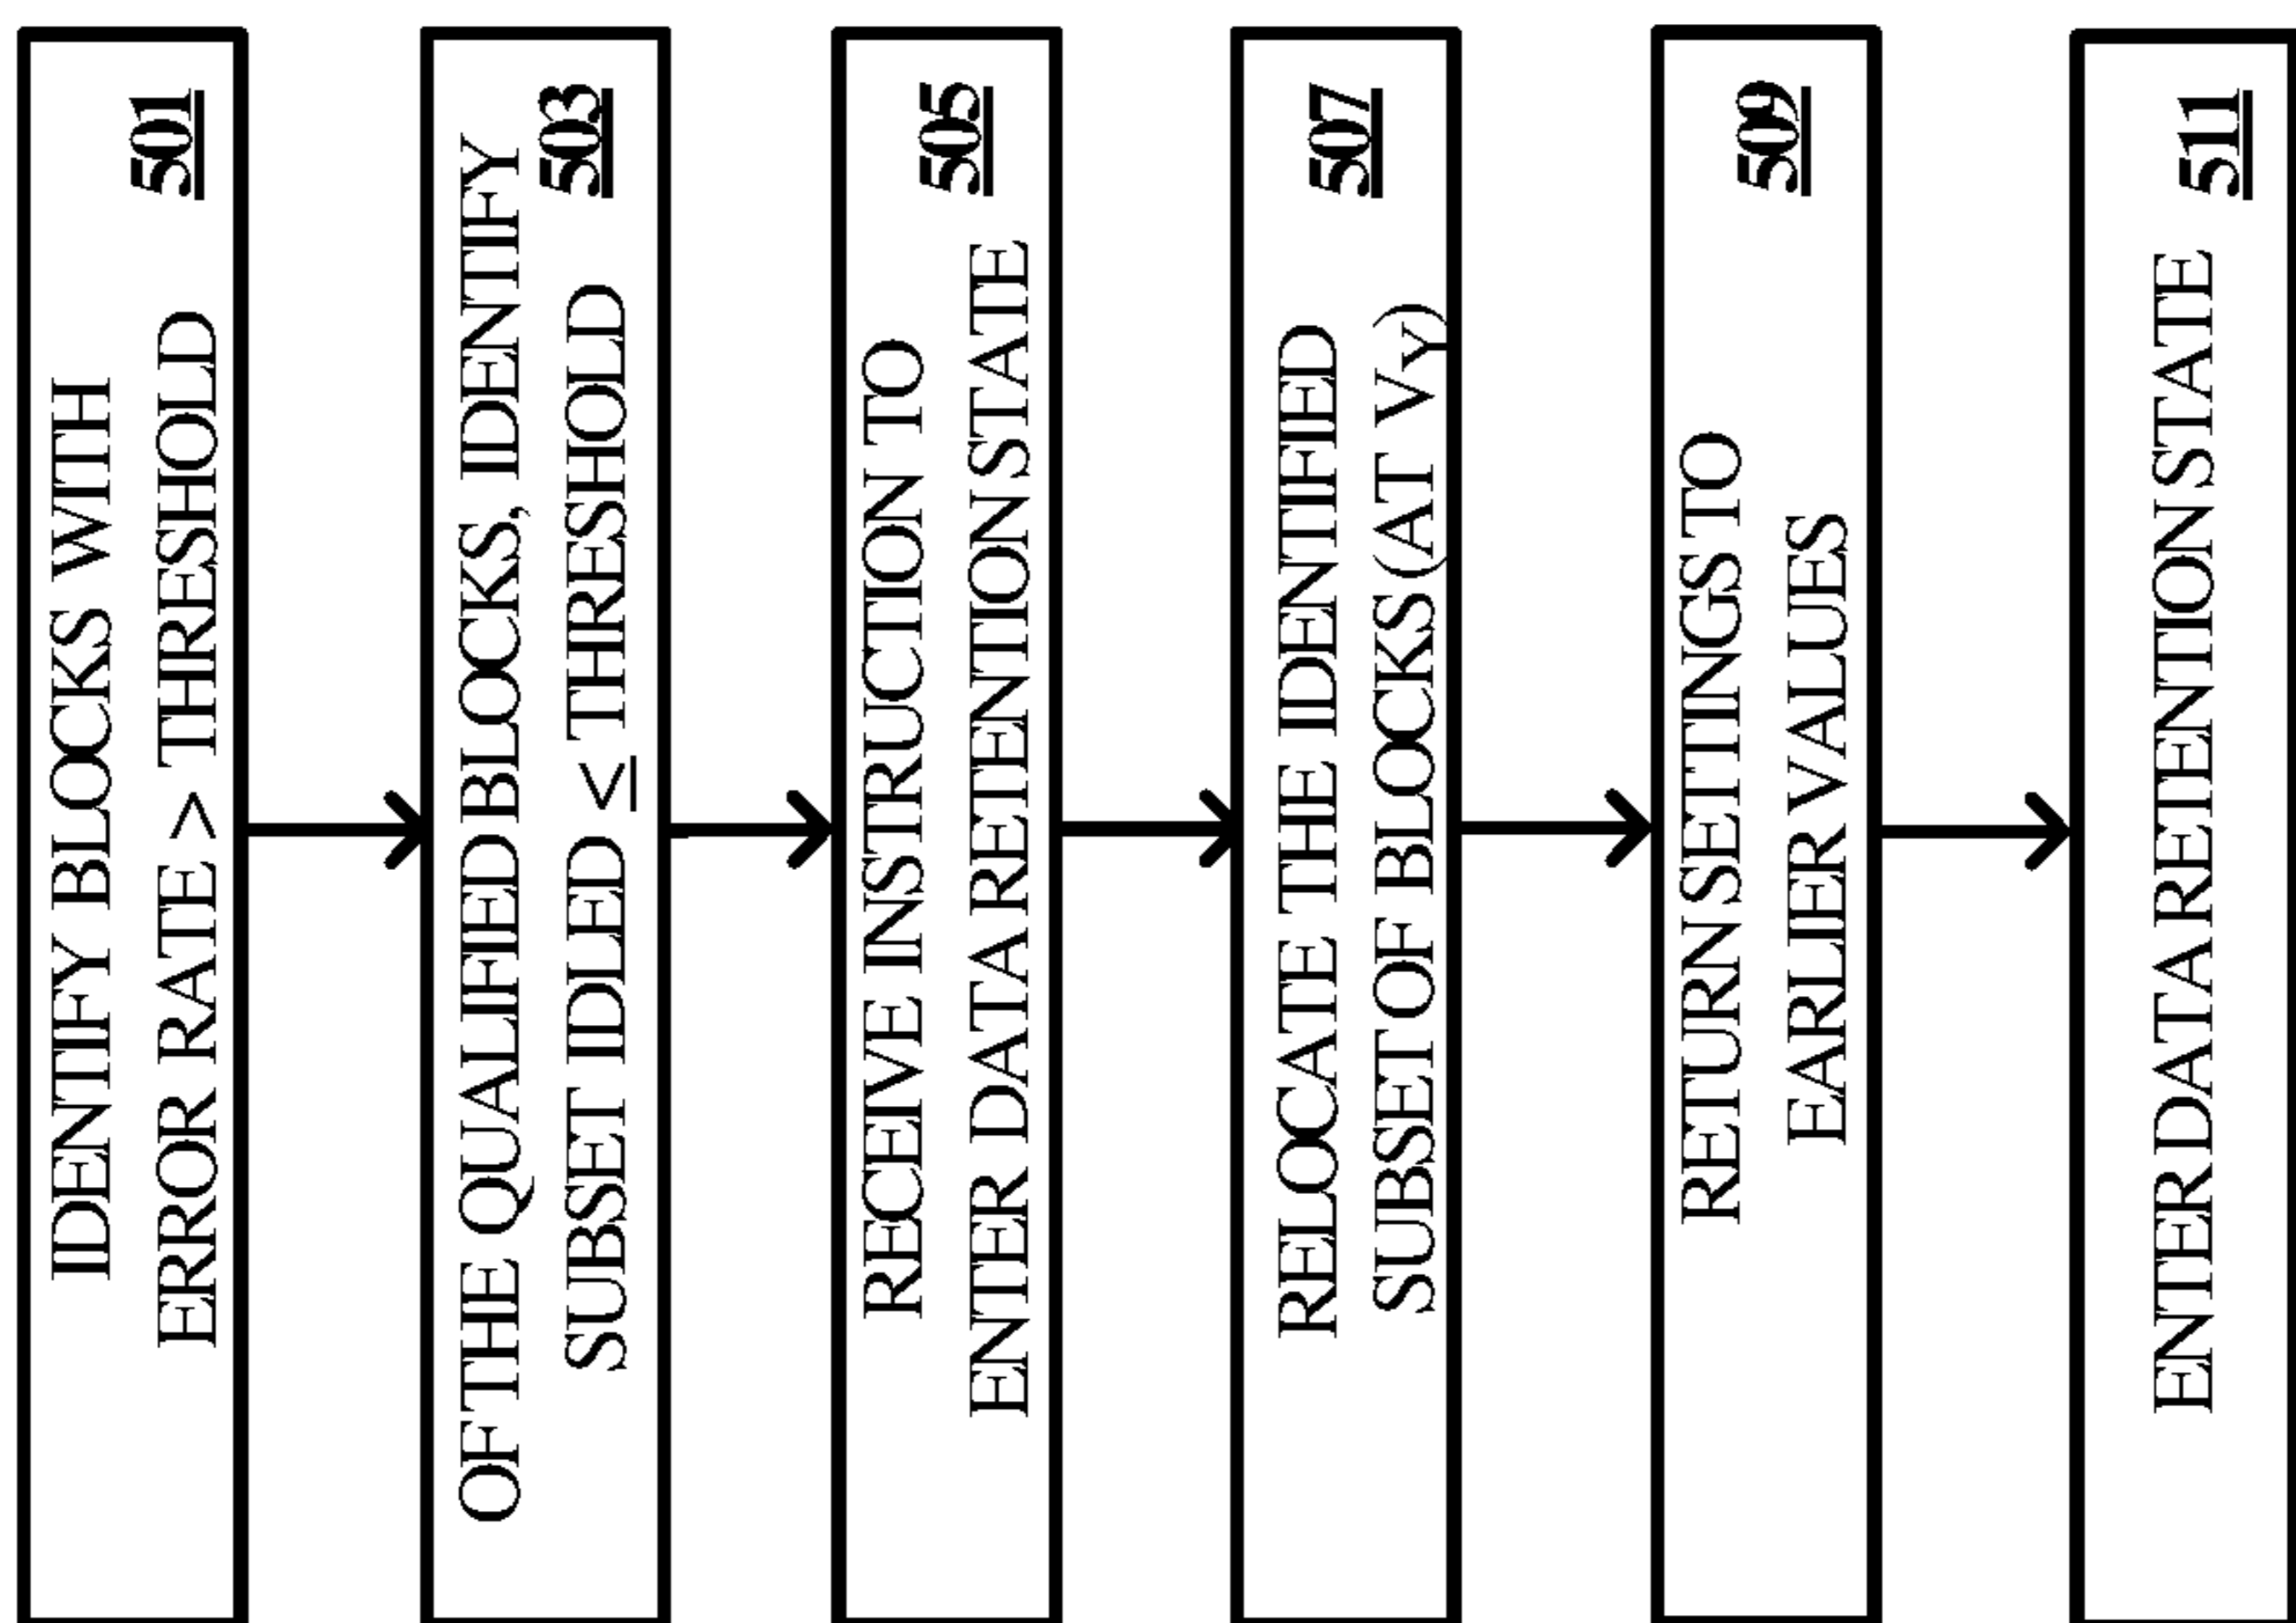 IDENTIFY BLOCKS WITH
ERROR RATE > THRESHOLD
501
OF THE QUALIFIED BLOCKS, IDENTIFY
SUBSET IDLED ≤ THRESHOLD
503
RECEIVE INSTRUCTION TO
ENTER DATA RETENTION STATE
505
RELOCATE THE IDENTIFIED
SUBSET OF BLOCKS (AT VY)
507
RETURN SETTINGS TO
EARLIER VALUES
509
ENTER DATA RETENTION STATE
511